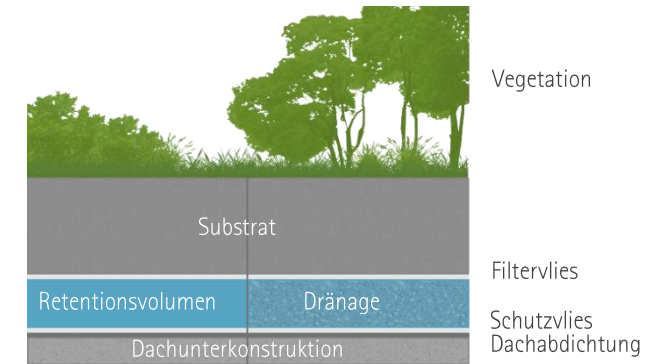 Vegetation
Substrat
Filtervlies
Retentionsvolumen
Dränage
Schutzvlies
Dachabdichtung
Dachunterkonstruktion